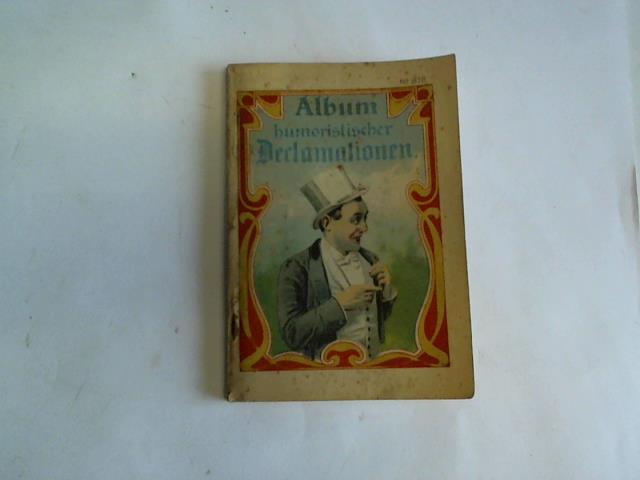 Album
humoristischer
Declamationen.